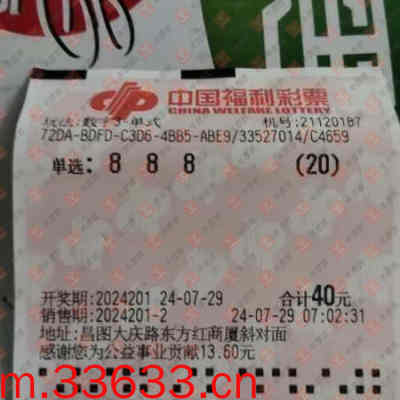 中国福利彩票
CHINA WELFARE LOTTERY
玩法:数字3-单式 机号:21120187
72DA-BDFD-C3D6-4BB5-ABE9/33527014/C4659
单选: 8 8 8 (20)
开奖期:2024201 24-07-29 合计40元
销售期:2024201-2 24-07-29 07:02:31
地址:昌图大庆路东方红商厦斜对面
感谢您为公益事业贡献13.60元
m.33633.cn